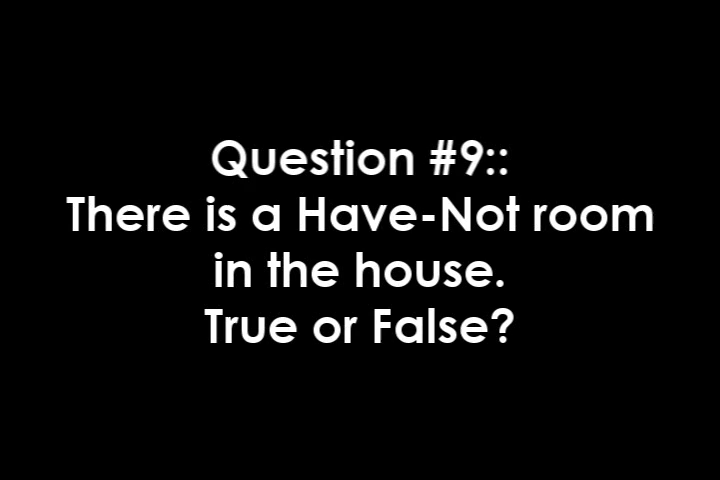 Question #9::
There is a Have-Not room
in the house.
True or False?